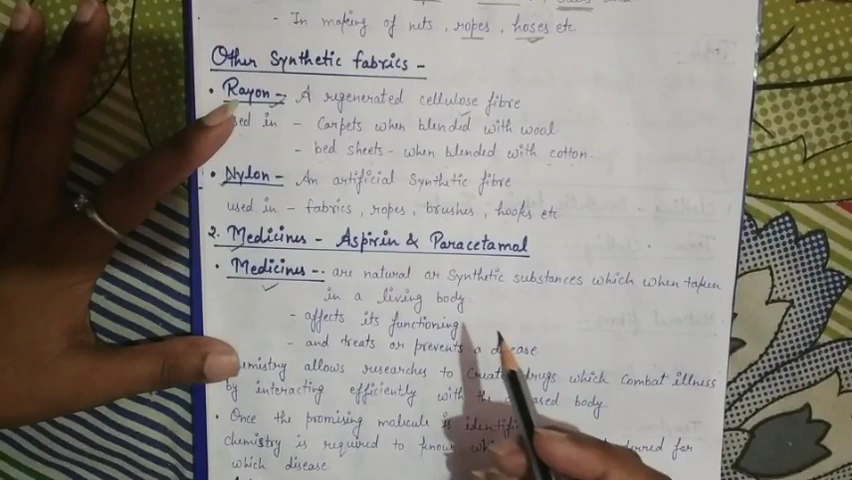 - In making of nets, ropes, hoses etc
Other Synthetic fabrics -
• Rayon - A regenerated cellulose fibre
used in - Carpets when blended with wool.
- bed sheets - when blended with cotton.
• Nylon - An artificial synthetic fibre
used in - fabrics, ropes, brushes, hooks etc
2. Medicines - Aspirin & Paracetamal
• Medicines - are natural or synthetic substances which when taken
in a living body
- affects its functioning
- and treats or prevents a disease
Chemistry allows researches to create drugs which combat illness
by interacting efficiently with the body.
• Once the promising malicule is
chemistry is required to know for
which disease